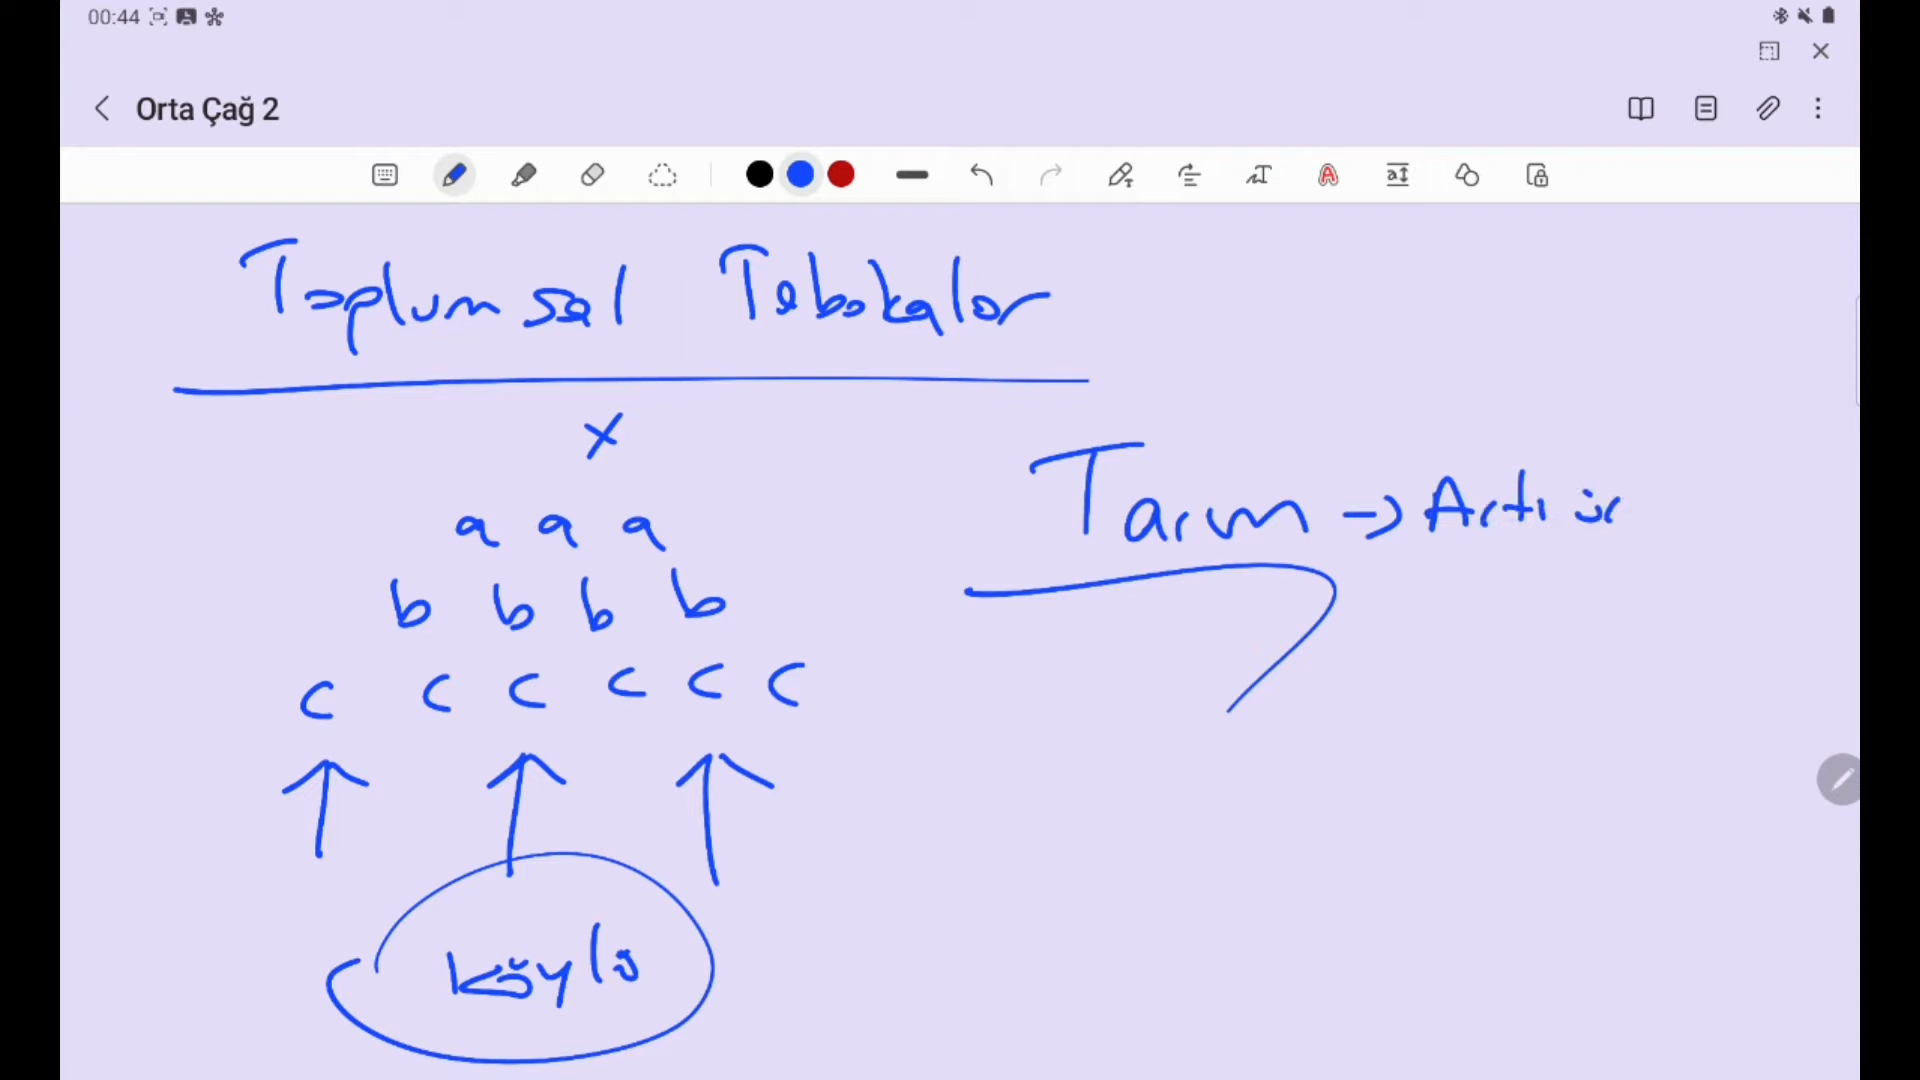 00:44
Orta Çağ 2
Toplumsal Tabakalar
x
a a a
Tarım → Artı ür
b b b b
c c c c c c
köylü